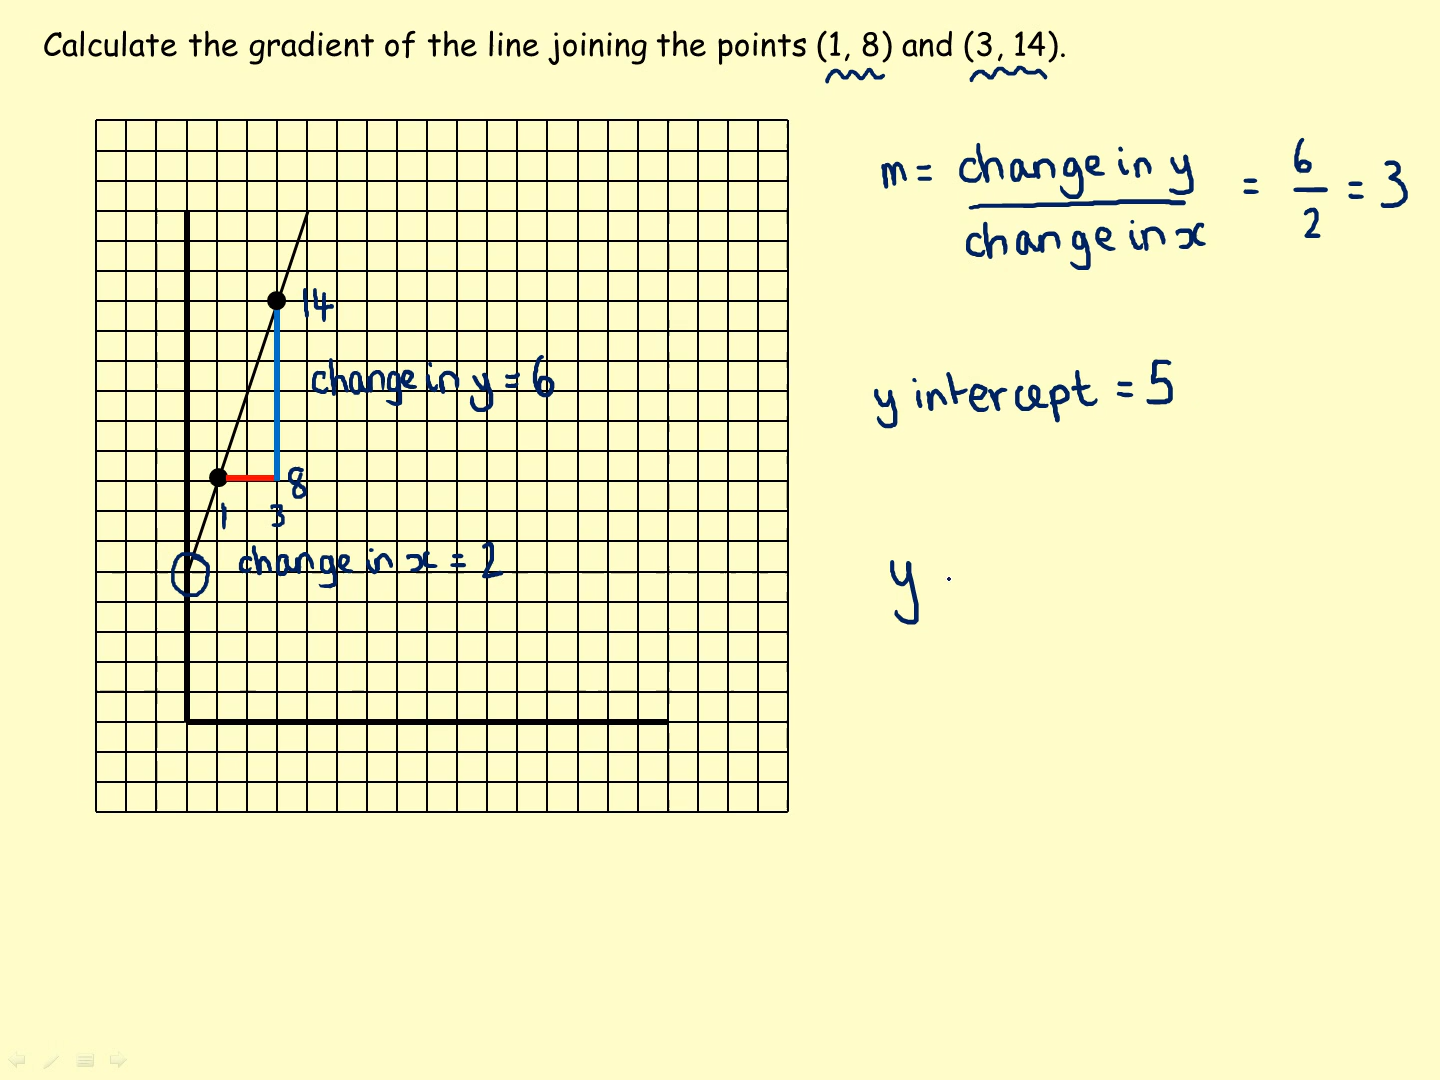 Calculate the gradient of the line joining the points (1, 8) and (3, 14).
m = change in y / change in x = 6/2 = 3
14
change in y = 6
y intercept = 5
8
1 3
change in x = 2
y